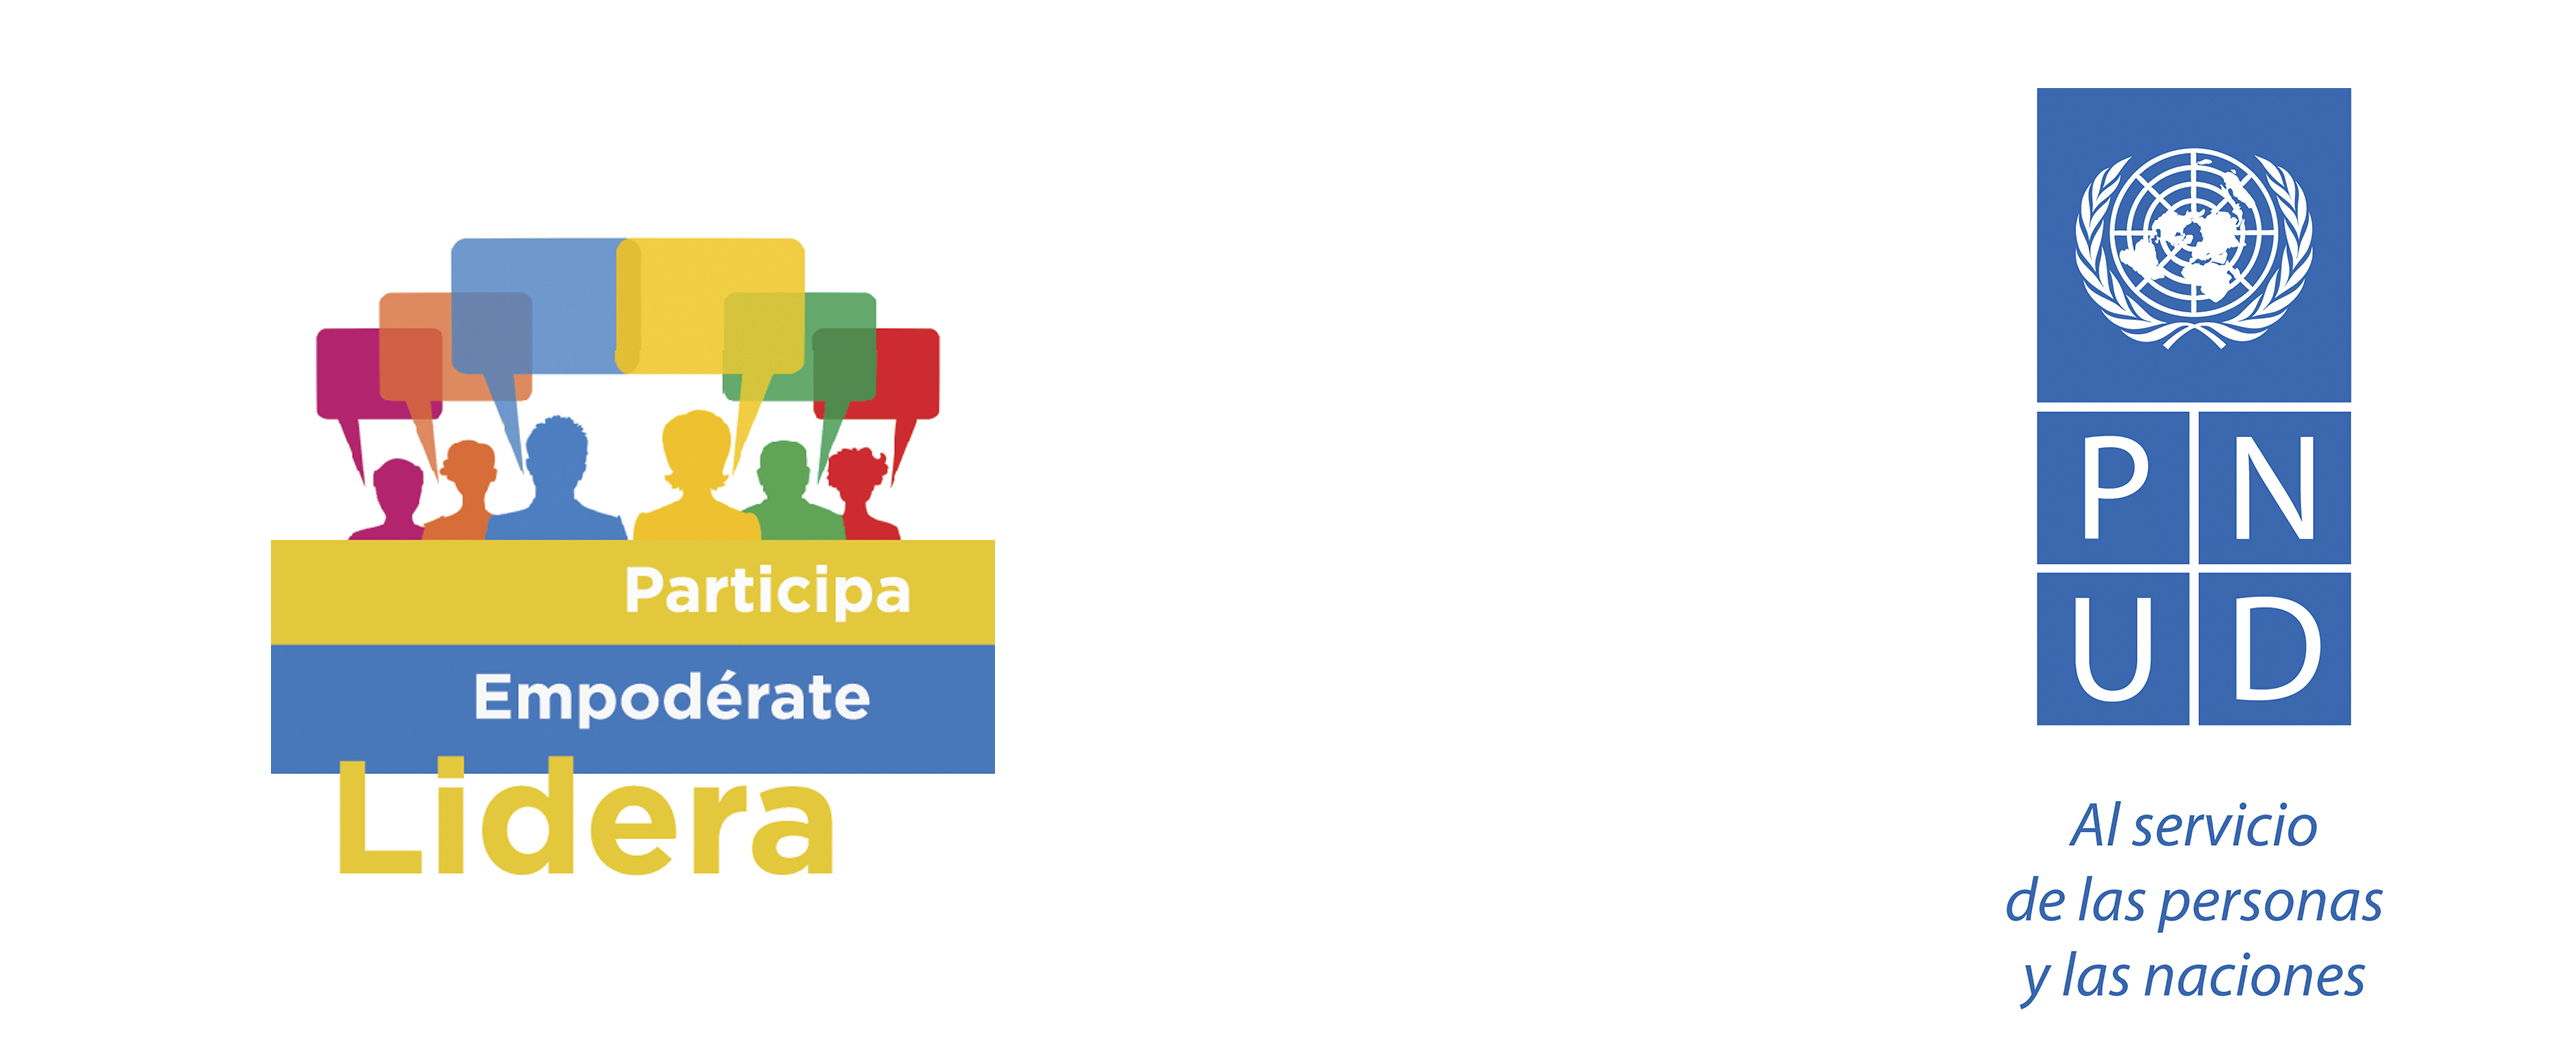 Participa
Empodérate
Lidera
P N
U D
Al servicio
de las personas
y las naciones